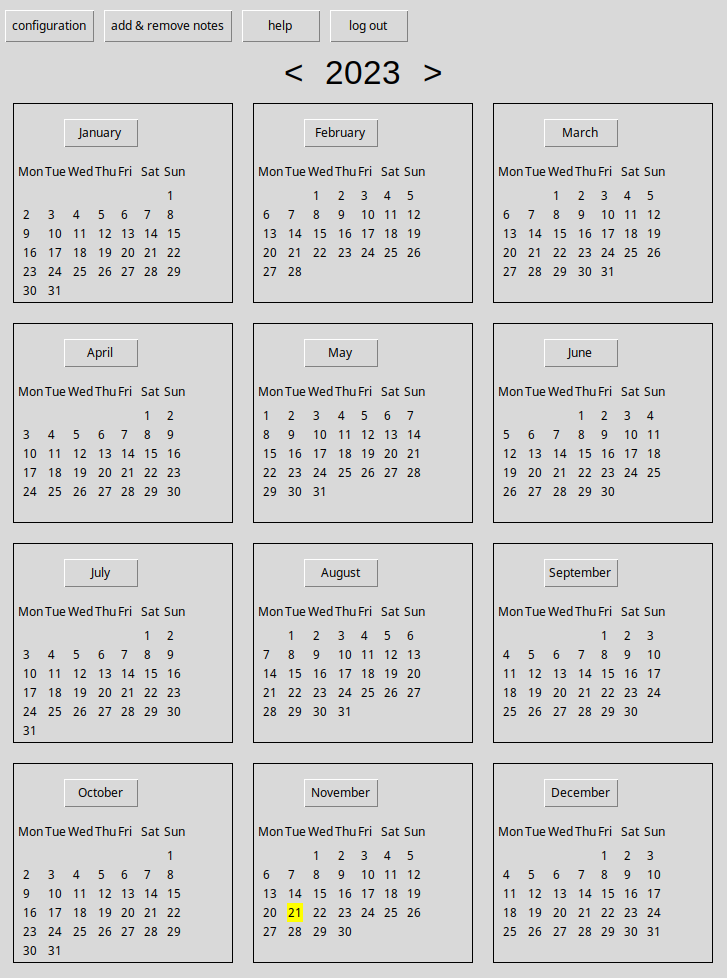 configuration add & remove notes help log out
< 2023 >
January
Mon Tue Wed Thu Fri Sat Sun
1
2 3 4 5 6 7 8
9 10 11 12 13 14 15
16 17 18 19 20 21 22
23 24 25 26 27 28 29
30 31
February
Mon Tue Wed Thu Fri Sat Sun
1 2 3 4 5
6 7 8 9 10 11 12
13 14 15 16 17 18 19
20 21 22 23 24 25 26
27 28
March
Mon Tue Wed Thu Fri Sat Sun
1 2 3 4 5
6 7 8 9 10 11 12
13 14 15 16 17 18 19
20 21 22 23 24 25 26
27 28 29 30 31
April
Mon Tue Wed Thu Fri Sat Sun
1 2
3 4 5 6 7 8 9
10 11 12 13 14 15 16
17 18 19 20 21 22 23
24 25 26 27 28 29 30
May
Mon Tue Wed Thu Fri Sat Sun
1 2 3 4 5 6 7
8 9 10 11 12 13 14
15 16 17 18 19 20 21
22 23 24 25 26 27 28
29 30 31
June
Mon Tue Wed Thu Fri Sat Sun
1 2 3 4
5 6 7 8 9 10 11
12 13 14 15 16 17 18
19 20 21 22 23 24 25
26 27 28 29 30
July
Mon Tue Wed Thu Fri Sat Sun
1 2
3 4 5 6 7 8 9
10 11 12 13 14 15 16
17 18 19 20 21 22 23
24 25 26 27 28 29 30
31
August
Mon Tue Wed Thu Fri Sat Sun
1 2 3 4 5 6
7 8 9 10 11 12 13
14 15 16 17 18 19 20
21 22 23 24 25 26 27
28 29 30 31
September
Mon Tue Wed Thu Fri Sat Sun
1 2 3
4 5 6 7 8 9 10
11 12 13 14 15 16 17
18 19 20 21 22 23 24
25 26 27 28 29 30
October
Mon Tue Wed Thu Fri Sat Sun
1
2 3 4 5 6 7 8
9 10 11 12 13 14 15
16 17 18 19 20 21 22
23 24 25 26 27 28 29
30 31
November
Mon Tue Wed Thu Fri Sat Sun
1 2 3 4 5
6 7 8 9 10 11 12
13 14 15 16 17 18 19
20 21 22 23 24 25 26
27 28 29 30
December
Mon Tue Wed Thu Fri Sat Sun
1 2 3
4 5 6 7 8 9 10
11 12 13 14 15 16 17
18 19 20 21 22 23 24
25 26 27 28 29 30 31